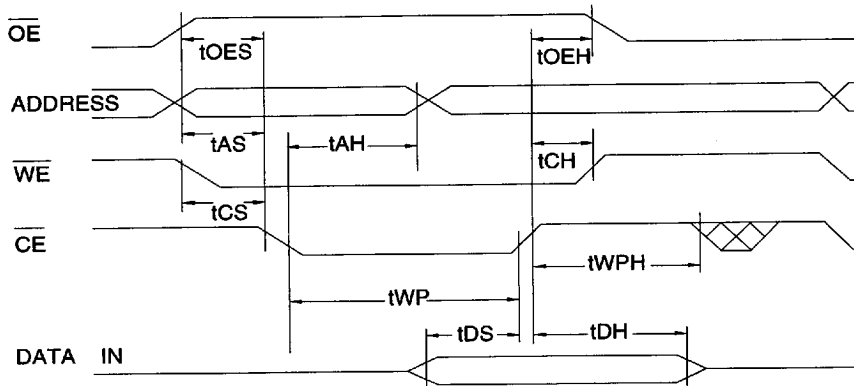 OE
tOES
tOEH
ADDRESS
tAS
tAH
tCH
WE
tCS
CE
tWPH
tWP
tDS
tDH
DATA IN